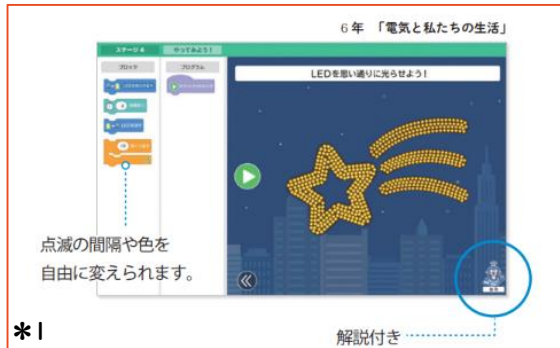 6年 「電気と私たちの生活」
ステージ 4 やってみよう！
ブロック プログラム
LEDを思い通りに光らせよう！
点滅の間隔や色を
自由に変えられます。
解説付き
＊1